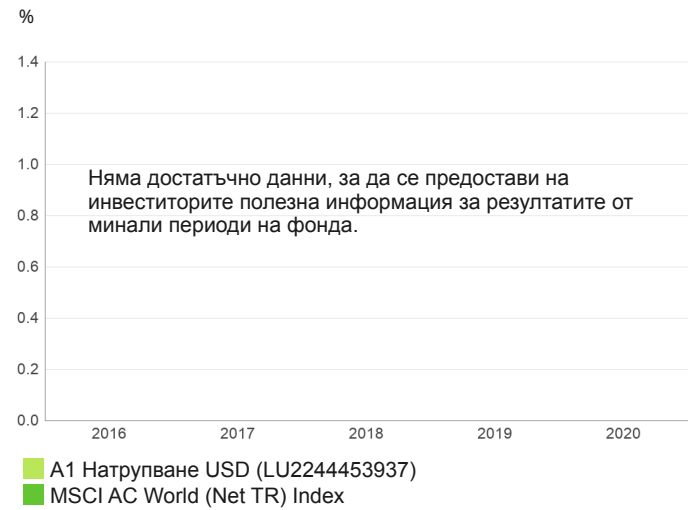 %
1.4
1.2
1.0
Няма достатъчно данни, за да се предостави на
инвеститорите полезна информация за резултатите от
минали периоди на фонда.
0.8
0.6
0.4
0.2
0.0
2016 2017 2018 2019 2020
A1 Натрупване USD (LU2244453937)
MSCI AC World (Net TR) Index